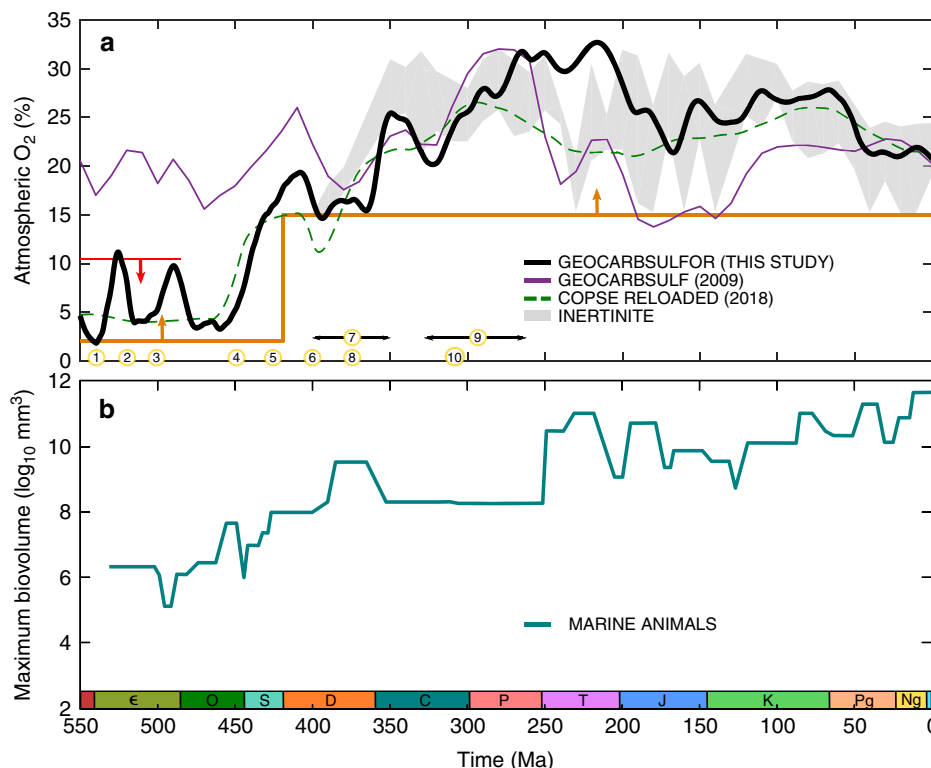 a
Atmospheric O2 (%)
35
30
25
20
15
10
5
0
GEOCARBSULFOR (THIS STUDY)
GEOCARBSULF (2009)
COPSE RELOADED (2018)
INERTINITE
7
9
1
2
3
4
5
6
8
10
b
Maximum biovolume (log10 mm3)
12
10
8
6
4
2
MARINE ANIMALS
ϵ O S D C P T J K Pg Ng
550 500 450 400 350 300 250 200 150 100 50 0
Time (Ma)